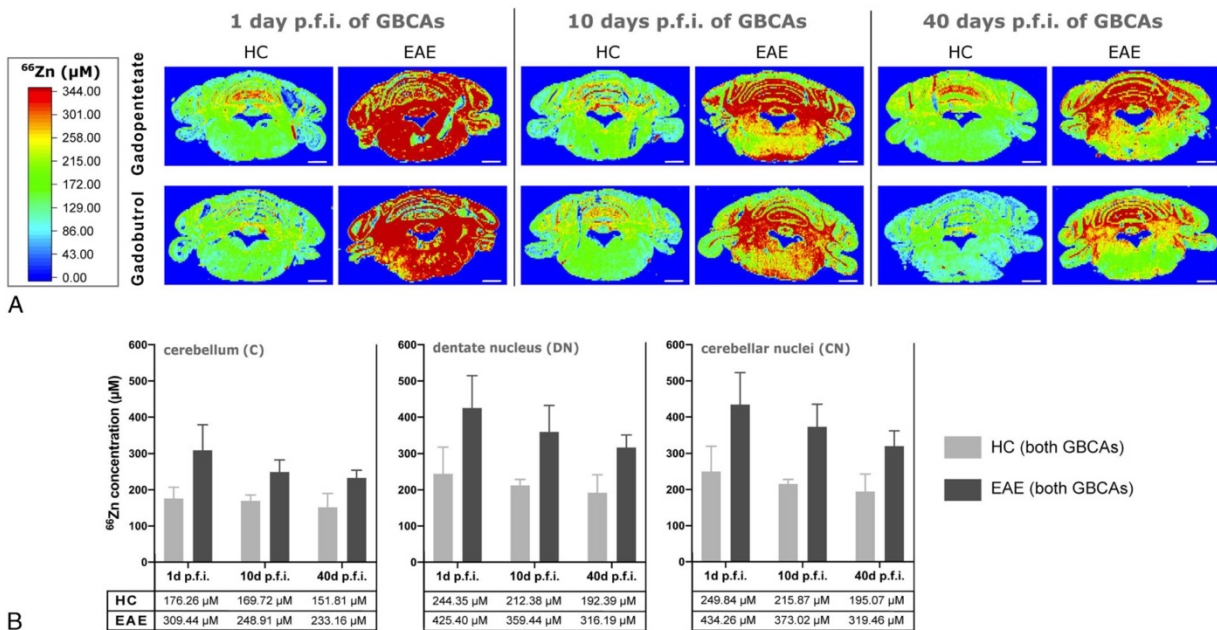 1 day p.f.i. of GBCAs 10 days p.f.i. of GBCAs 40 days p.f.i. of GBCAs
HC EAE HC EAE HC EAE
⁶⁶Zn (µM)
344.00
301.00
258.00
215.00
172.00
129.00
86.00
43.00
0.00
Gadopentetate
Gadobutrol
A
cerebellum (C)
⁶⁶Zn concentration (µM)
600
500
400
300
200
100
0
1d p.f.i. 10d p.f.i. 40d p.f.i.
HC 176.26 µM 169.72 µM 151.81 µM
EAE 309.44 µM 248.91 µM 233.16 µM
dentate nucleus (DN)
600
500
400
300
200
100
0
1d p.f.i. 10d p.f.i. 40d p.f.i.
244.35 µM 212.38 µM 192.39 µM
425.40 µM 359.44 µM 316.19 µM
cerebellar nuclei (CN)
600
500
400
300
200
100
0
1d p.f.i. 10d p.f.i. 40d p.f.i.
249.84 µM 215.87 µM 195.07 µM
434.26 µM 373.02 µM 319.46 µM
HC (both GBCAs)
EAE (both GBCAs)
B